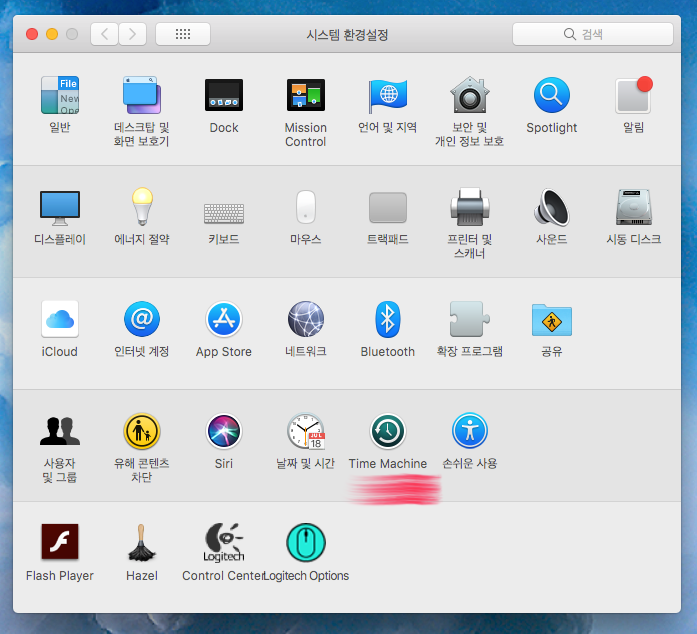 시스템 환경설정
검색
File
New
Ope
일반
데스크탑 및
화면 보호기
Dock
Mission
Control
언어 및 지역
보안 및
개인 정보 보호
Spotlight
알림
디스플레이
에너지 절약
키보드
마우스
트랙패드
프린터 및
스캐너
사운드
시동 디스크
iCloud
@
인터넷 계정
App Store
네트워크
Bluetooth
확장 프로그램
공유
사용자
및 그룹
유해 콘텐츠
차단
Siri
JUL
18
날짜 및 시간
Time Machine
손쉬운 사용
Flash Player
Hazel
Logitech
Control Center
Logitech Options